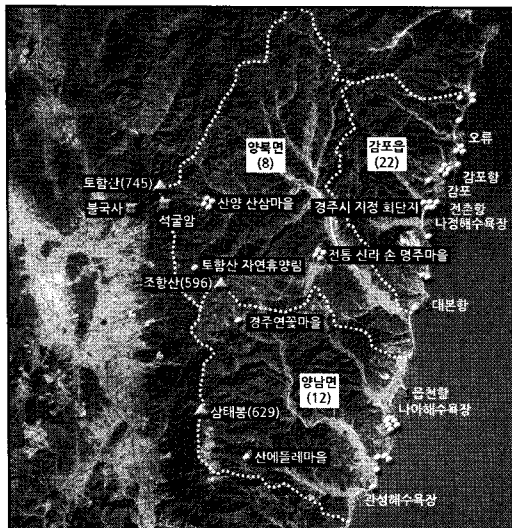 양북면
(8)
감포읍
(22)
오류
감포항
감포
전촌항
나정해수욕장
토함산(745)
불국사
석굴암
산양 산삼마을
경주시 지정 회단지
토함산 자연휴양림
전통 신라 손 명주마을
조항산(596)
대본항
경주연꽃마을
양남면
(12)
읍천항
나아해수욕장
삼태봉(629)
산에들레마을
관성해수욕장